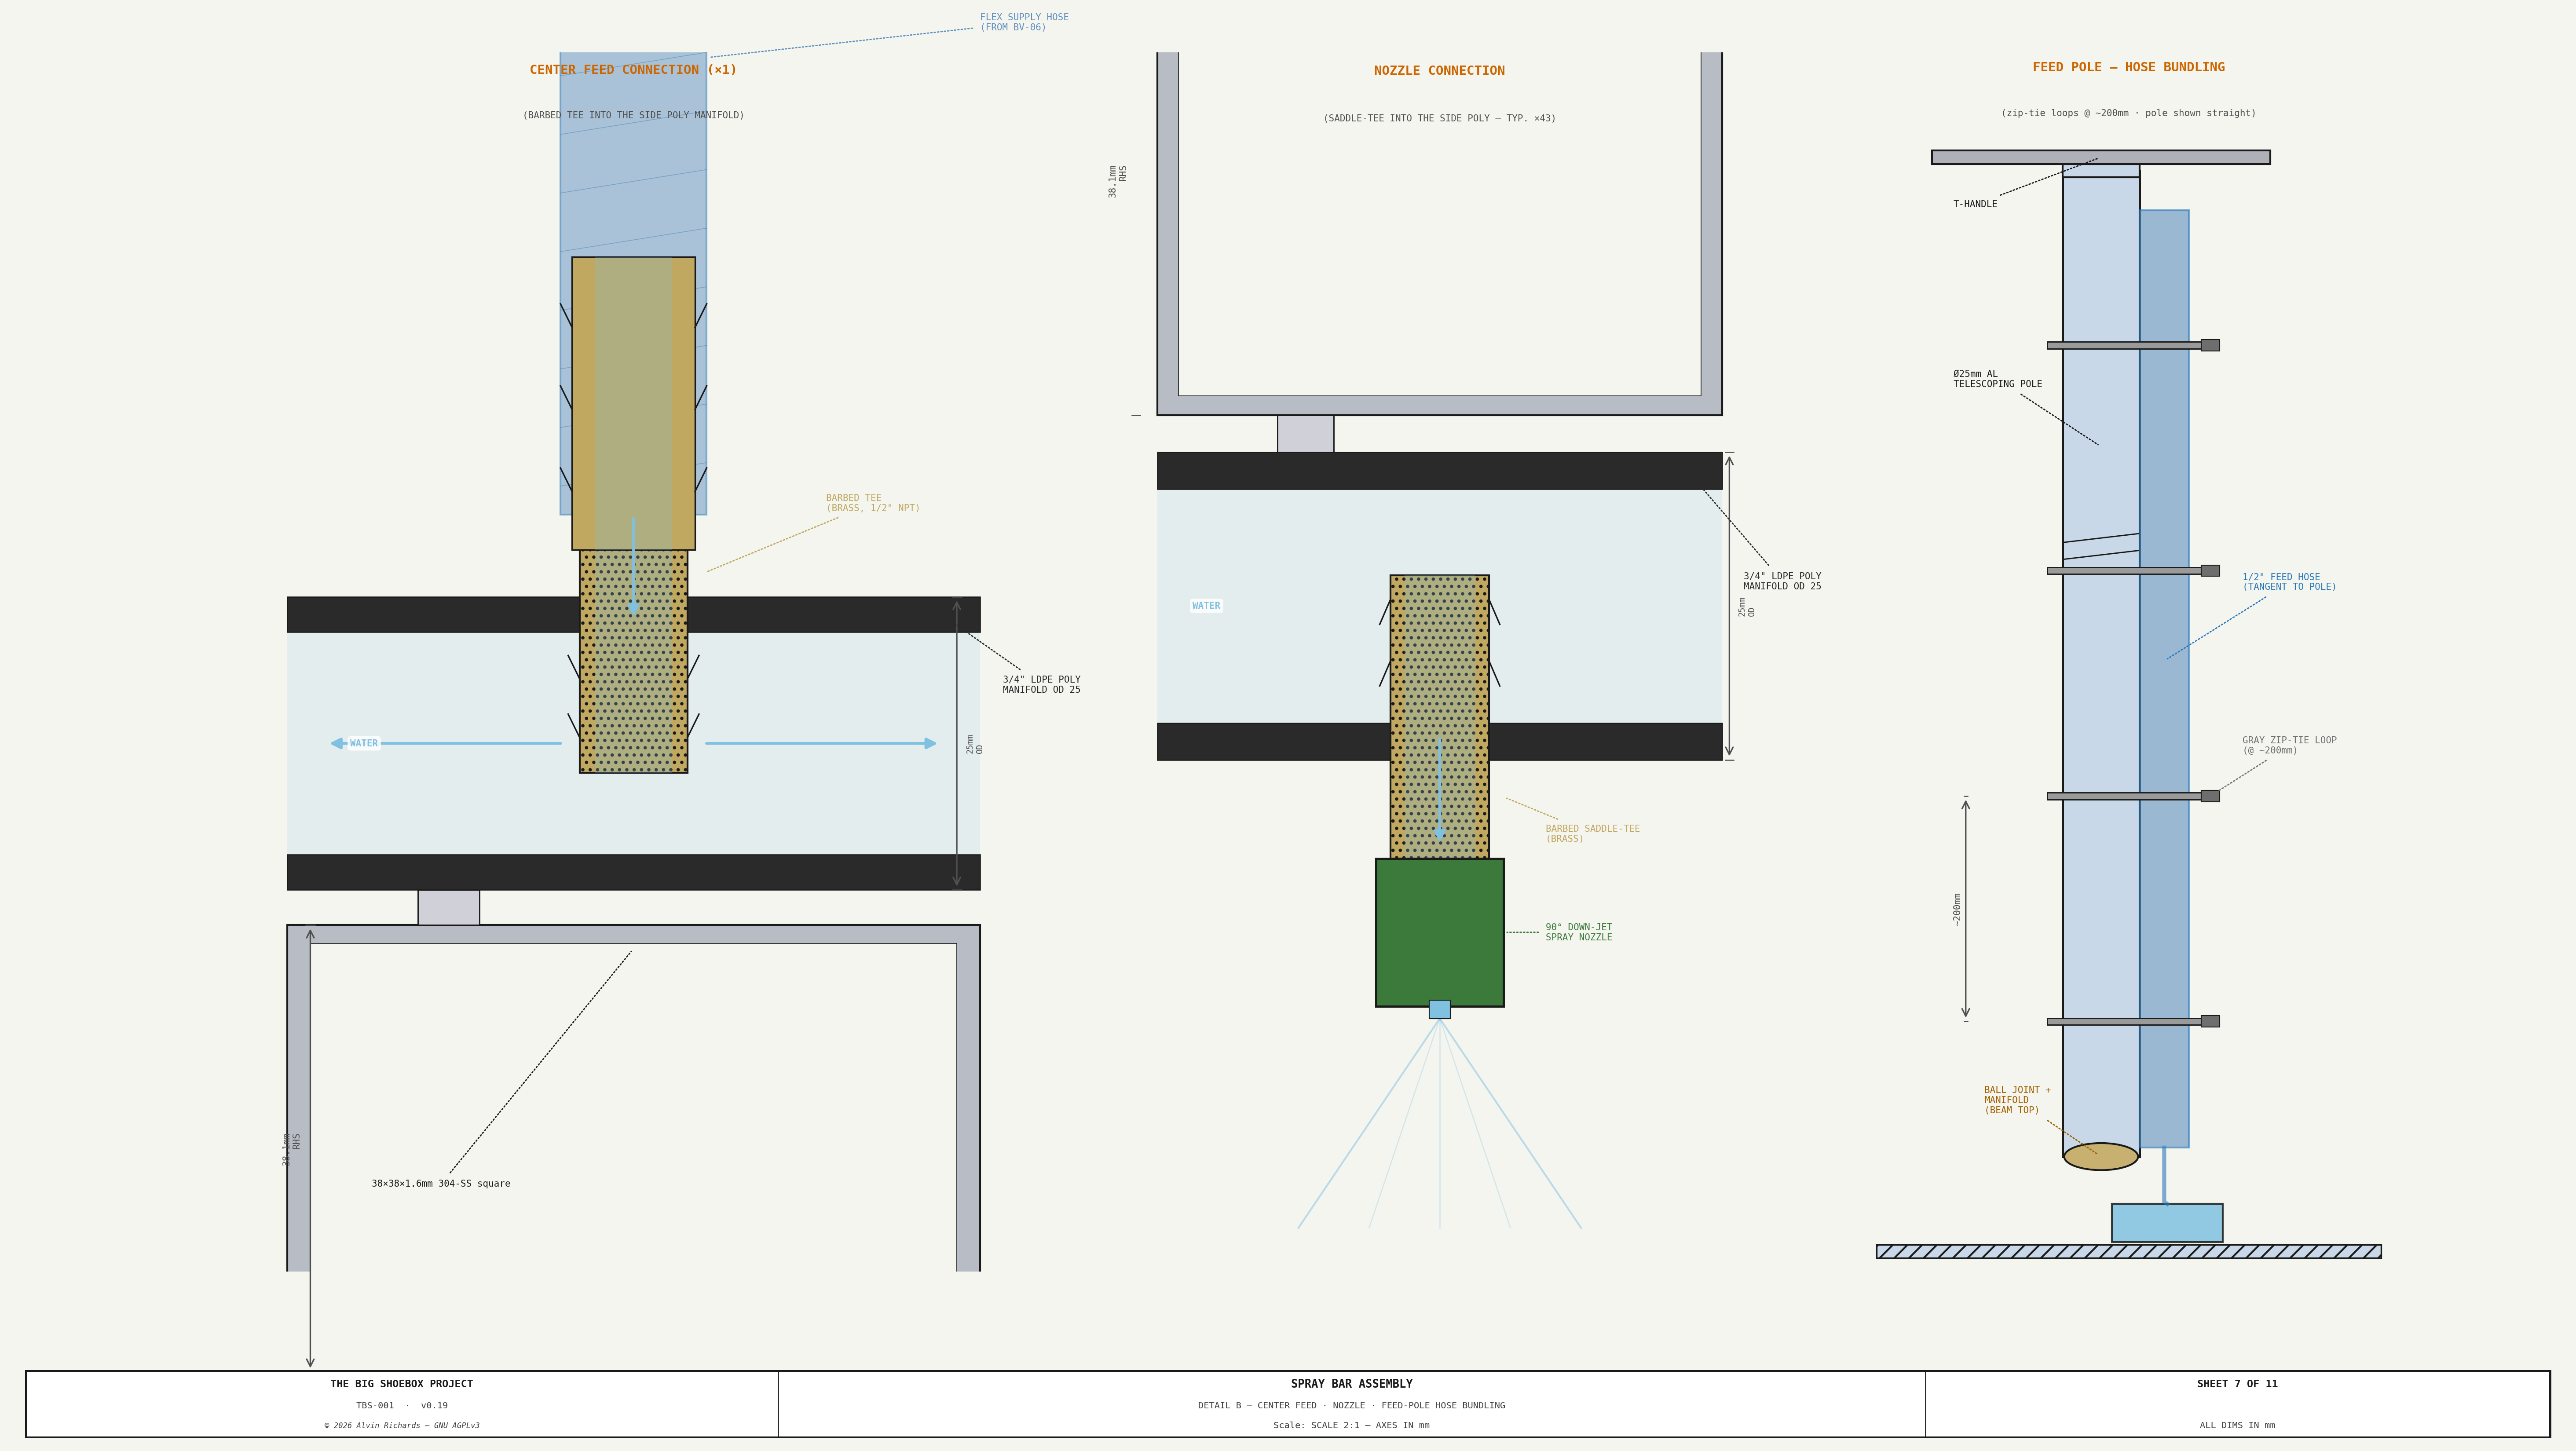 FLEX SUPPLY HOSE
(FROM BV-06)
CENTER FEED CONNECTION (×1)
(BARBED TEE INTO THE SIDE POLY MANIFOLD)
BARBED TEE
(BRASS, 1/2" NPT)
3/4" LDPE POLY
MANIFOLD OD 25
WATER
25mm
OD
38.1mm
RHS
38×38×1.6mm 304-SS square
NOZZLE CONNECTION
(SADDLE-TEE INTO THE SIDE POLY — TYP. ×43)
38.1mm
RHS
3/4" LDPE POLY
MANIFOLD OD 25
WATER
25mm
OD
BARBED SADDLE-TEE
(BRASS)
90° DOWN-JET
SPRAY NOZZLE
FEED POLE — HOSE BUNDLING
(zip-tie loops @ ~200mm · pole shown straight)
T-HANDLE
Ø25mm AL
TELESCOPING POLE
1/2" FEED HOSE
(TANGENT TO POLE)
GRAY ZIP-TIE LOOP
(@ ~200mm)
~200mm
BALL JOINT +
MANIFOLD
(BEAM TOP)
THE BIG SHOEBOX PROJECT
TBS-001 · v0.19
© 2026 Alvin Richards — GNU AGPLv3
SPRAY BAR ASSEMBLY
DETAIL B — CENTER FEED · NOZZLE · FEED-POLE HOSE BUNDLING
Scale: SCALE 2:1 — AXES IN mm
SHEET 7 OF 11
ALL DIMS IN mm